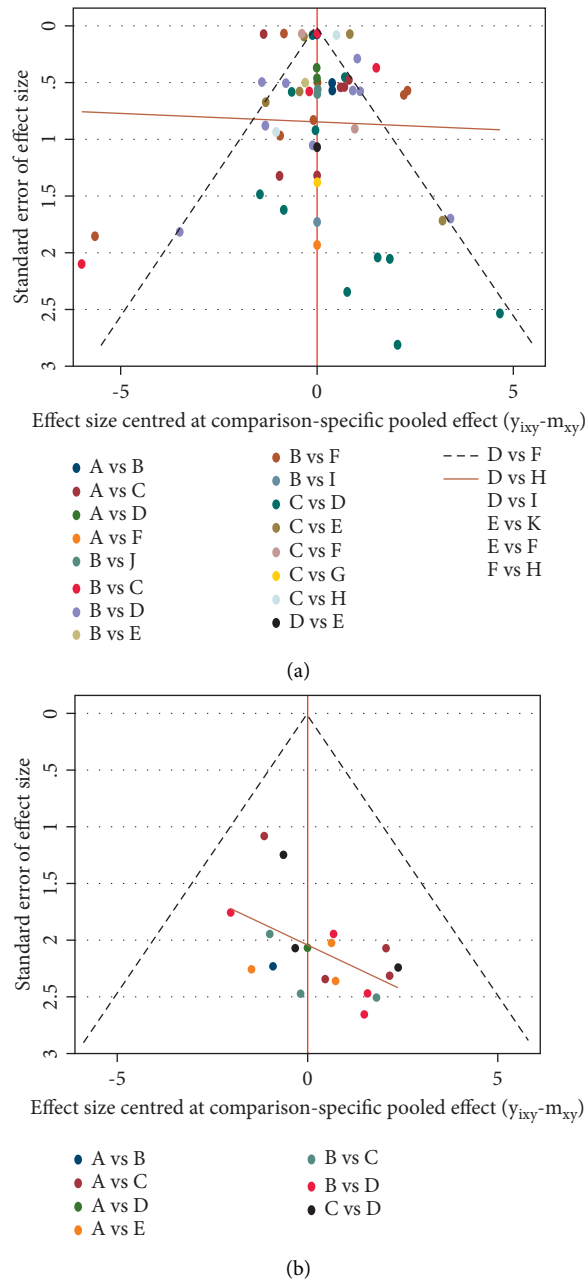 0
.5
1
1.5
2
2.5
3
Standard error of effect size
-5
0
5
Effect size centred at comparison-specific pooled effect (y_ixy-m_xy)
A vs B
A vs C
A vs D
A vs F
B vs J
B vs C
B vs D
B vs E
B vs F
B vs I
C vs D
C vs E
C vs F
C vs G
C vs H
D vs E
D vs F
D vs H
D vs I
E vs K
E vs F
F vs H
(a)
0
.5
1
1.5
2
2.5
3
Standard error of effect size
-5
0
5
Effect size centred at comparison-specific pooled effect (y_ixy-m_xy)
A vs B
A vs C
A vs D
A vs E
B vs C
B vs D
C vs D
(b)